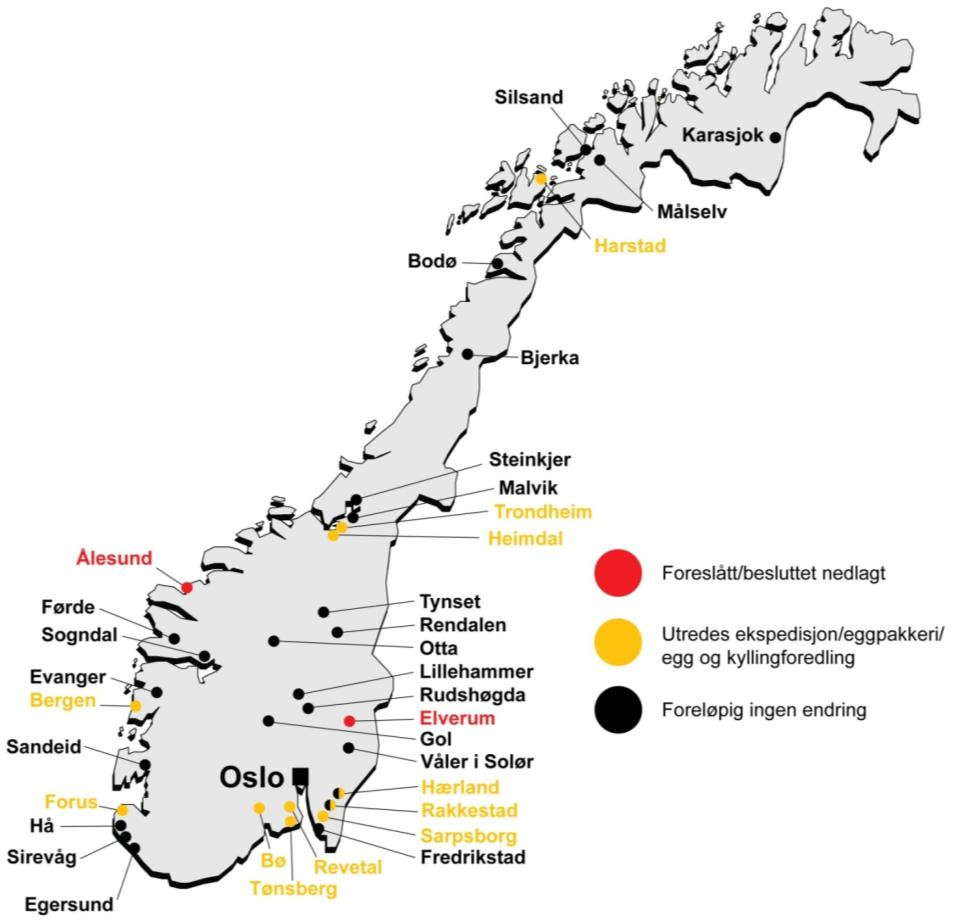 Silsand
Karasjok
Målselv
Harstad
Bodø
Bjerka
Steinkjer
Malvik
Trondheim
Heimdal
Ålesund
Førde
Sogndal
Evanger
Bergen
Sandeid
Forus
Hå
Sirevåg
Egersund
Tynset
Rendalen
Otta
Lillehammer
Rudshøgda
Elverum
Gol
Våler i Solør
Oslo
Hærland
Rakkestad
Sarpsborg
Fredrikstad
Bø
Revetal
Tønsberg
Foreslått/besluttet nedlagt
Utredes ekspedisjon/eggpakkeri/
egg og kyllingforedling
Foreløpig ingen endring